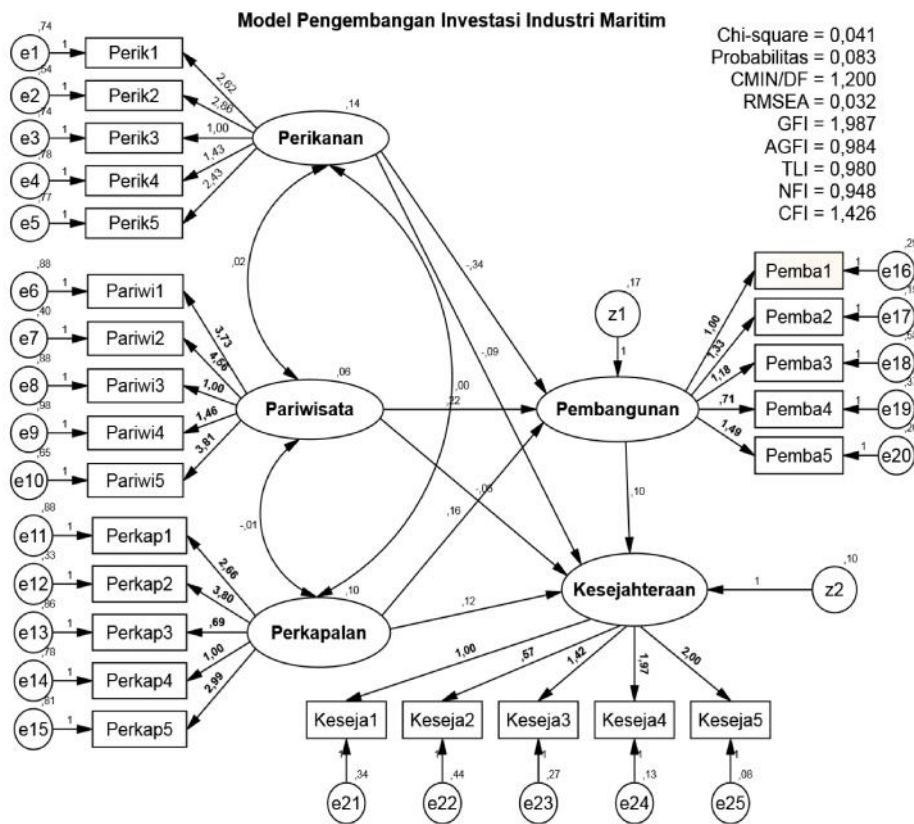 Model Pengembangan Investasi Industri Maritim
Chi-square = 0,041
Probabilitas = 0,083
CMIN/DF = 1,200
RMSEA = 0,032
GFI = 1,987
AGFI = 0,984
TLI = 0,980
NFI = 0,948
CFI = 1,426
,74
e1 1 Perik1 2,62
,54
e2 1 Perik2 2,86
,74
e3 1 Perik3 1,00
,78
e4 1 Perik4 1,43
,77
e5 1 Perik5 2,43
,14
Perikanan
,88
e6 1 Pariwi1 3,73
,40
e7 1 Pariwi2 4,56
,88
e8 1 Pariwi3 1,00
,98
e9 1 Pariwi4 1,46
,65
e10 1 Pariwi5 3,81
,06
Pariwisata
,88
e11 1 Perkap1 2,66
,33
e12 1 Perkap2 3,80
,86
e13 1 Perkap3 ,69
,78
e14 1 Perkap4 1,00
,81
e15 1 Perkap5 2,99
,10
Perkapalan
,02
,00
-,01
-,34
-,09
,22
-,06
,16
,12
,10
,17
z1
1
Pembangunan
1,00 Pemba1 1 e16
1,33 Pemba2 1 e17
1,18 Pemba3 1 e18
,71 Pemba4 1 e19
1,49 Pemba5 1 e20
Kesejahteraan
1
,10
z2
1,00 ,57 1,42 1,97 2,00
Keseja1 Keseja2 Keseja3 Keseja4 Keseja5
1 1 1 1 1
,34 ,44 ,27 ,13 ,08
e21 e22 e23 e24 e25